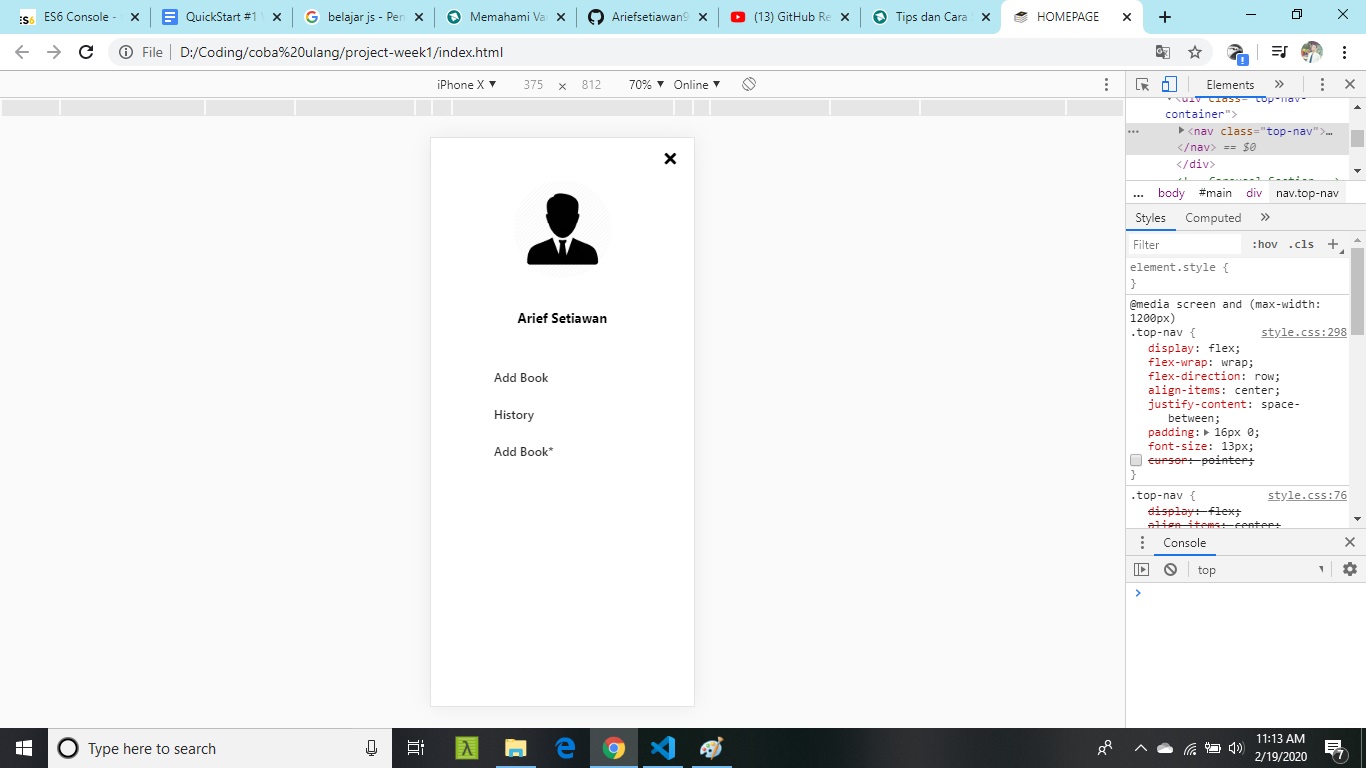 ES6 Console -
QuickStart #1
belajar js - Pen
Memahami Va
Ariefsetiawan9
(13) GitHub Re
Tips dan Cara
HOMEPAGE
File
D:/Coding/coba%20ulang/project-week1/index.html
iPhone X ▼ 375 × 812 70% ▼ Online ▼
Elements »
<div class="top-nav-
container">
… ▶<nav class="top-nav">…
</nav> == $0
</div>
<!-- Carousel Section -->
... body #main div nav.top-nav
Styles Computed »
Filter :hov .cls +
element.style {
}
@media screen and (max-width:
1200px)
.top-nav { style.css:298
display: flex;
flex-wrap: wrap;
flex-direction: row;
align-items: center;
justify-content: space-
between;
padding:▶16px 0;
font-size: 13px;
cursor: pointer;
}
.top-nav { style.css:76
display: flex;
align-items: center;
Console
top
Arief Setiawan
Add Book
History
Add Book*
Type here to search
11:13 AM
2/19/2020
7